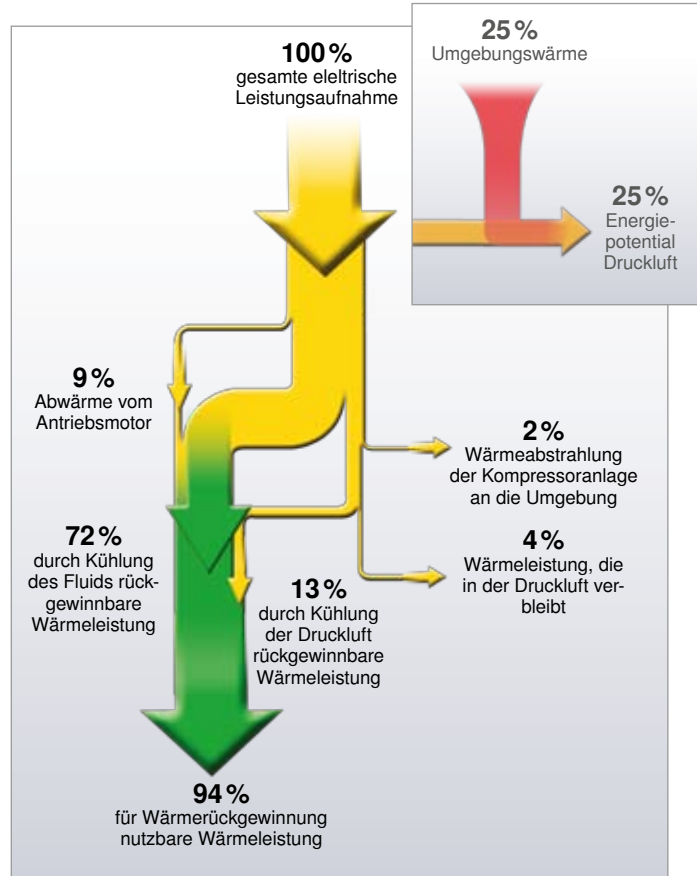 100 %
gesamte eleltrische
Leistungsaufnahme
25 %
Umgebungswärme
25 %
Energie-
potential
Druckluft
9 %
Abwärme vom
Antriebsmotor
2 %
Wärmeabstrahlung
der Kompressoranlage
an die Umgebung
72 %
durch Kühlung
des Fluids rück-
gewinnbare
Wärmeleistung
13 %
durch Kühlung
der Druckluft
rückgewinnbare
Wärmeleistung
4 %
Wärmeleistung, die
in der Druckluft ver-
bleibt
94 %
für Wärmerückgewinnung
nutzbare Wärmeleistung